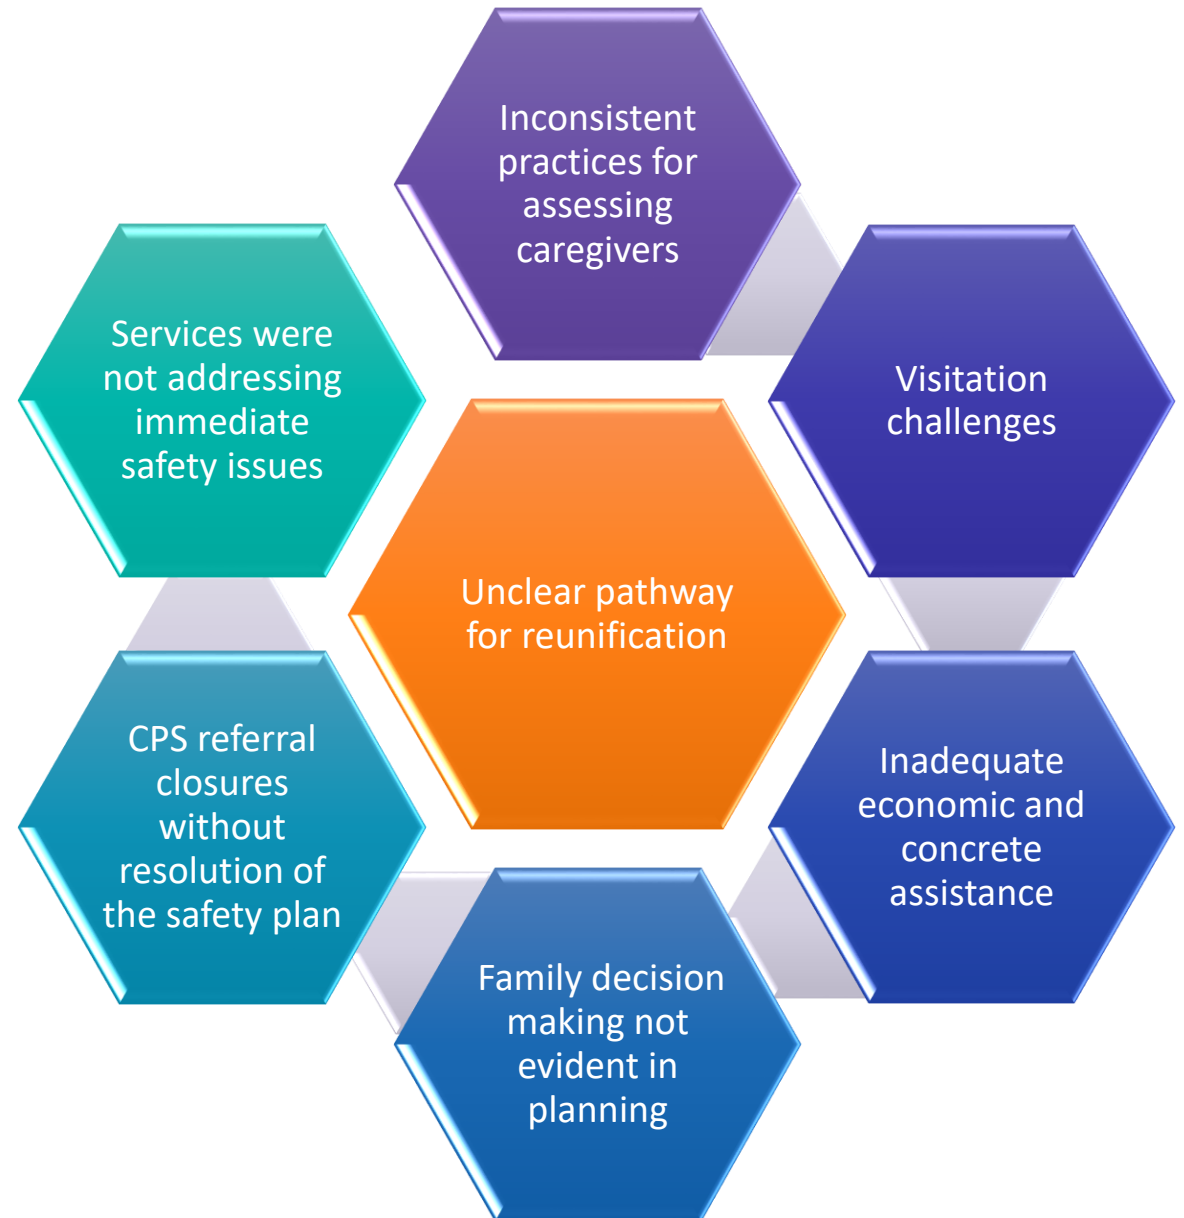 Inconsistent
practices for
assessing
caregivers
Visitation
challenges
Services were
not addressing
immediate
safety issues
Unclear pathway
for reunification
Inadequate
economic and
concrete
assistance
CPS referral
closures
without
resolution of
the safety plan
Family decision
making not
evident in
planning